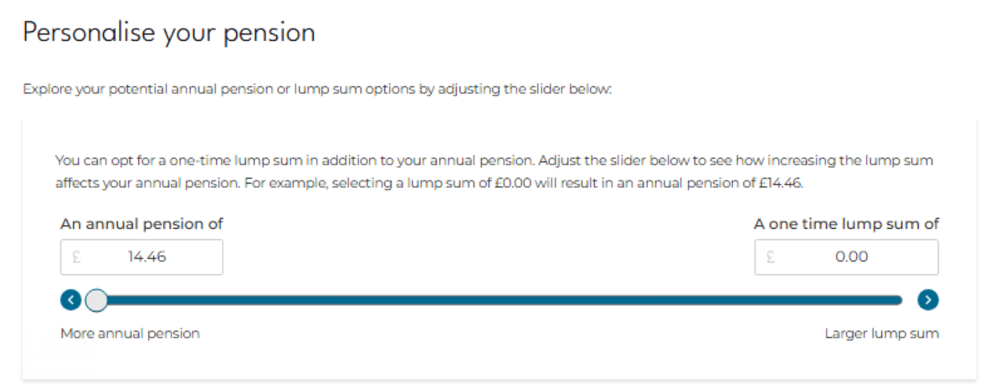 Personalise your pension
Explore your potential annual pension or lump sum options by adjusting the slider below:
You can opt for a one-time lump sum in addition to your annual pension. Adjust the slider below to see how increasing the lump sum
affects your annual pension. For example, selecting a lump sum of £0.00 will result in an annual pension of £14.46.
An annual pension of
A one time lump sum of
£ 14.46
£ 0.00
More annual pension
Larger lump sum